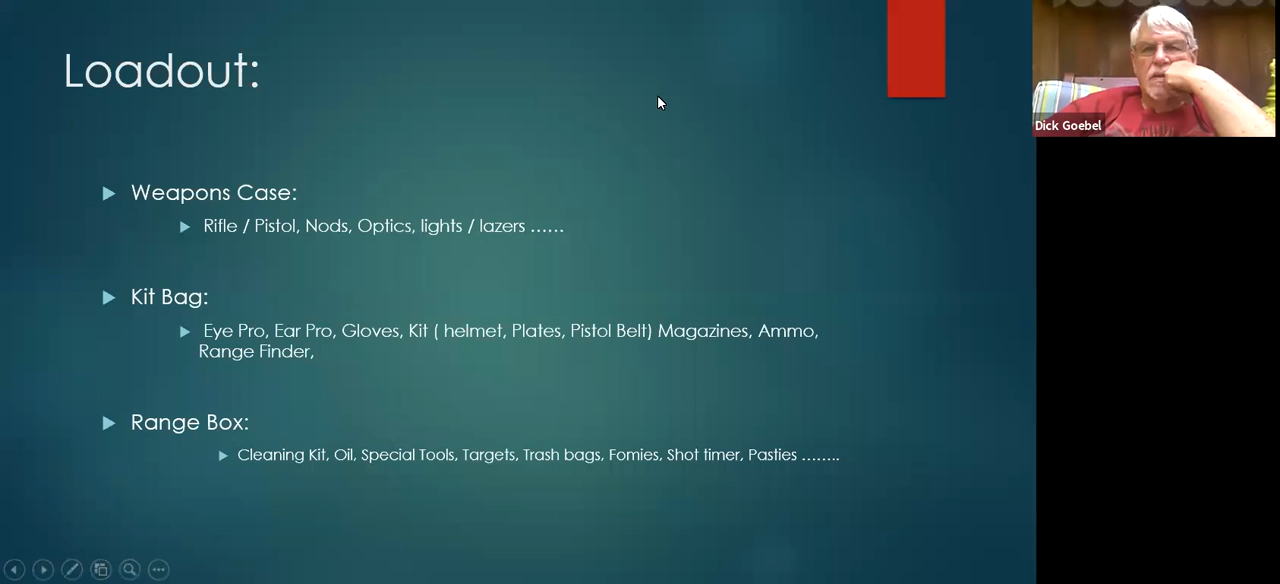 Loadout:
Weapons Case:
Rifle / Pistol, Nods, Optics, lights / lazers ……
Kit Bag:
Eye Pro, Ear Pro, Gloves, Kit ( helmet, Plates, Pistol Belt) Magazines, Ammo,
Range Finder,
Range Box:
Cleaning Kit, Oil, Special Tools, Targets, Trash bags, Fomies, Shot timer, Pasties ……..
Dick Goebel